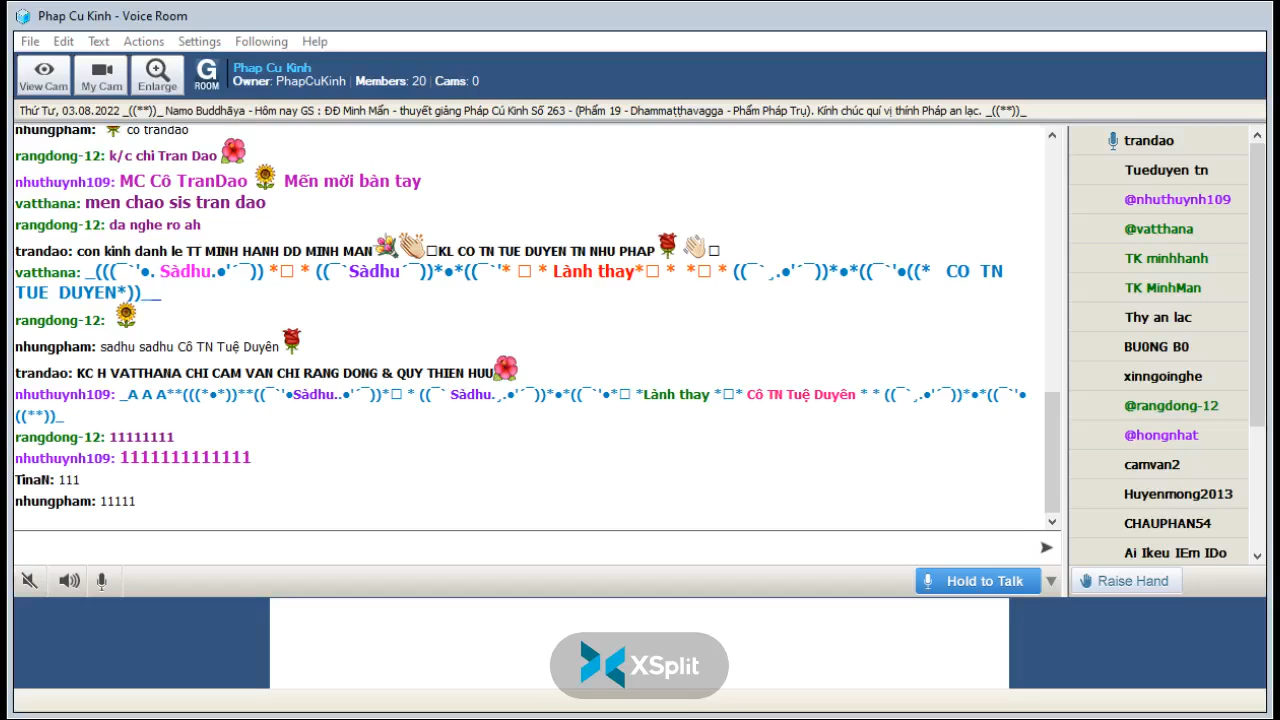 Phap Cu Kinh - Voice Room
File Edit Text Actions Settings Following Help
View Cam My Cam Enlarge G ROOM Phap Cu Kinh
Owner: PhapCuKinh Members: 20 Cams: 0
Thứ Tư, 03.08.2022 _((**))_ Namo Buddhāya - Hôm nay GS : ĐĐ Minh Mẩn - thuyết giảng Pháp Cú Kinh Số 263 - (Phẩm 19 - Dhammaṭṭhavagga - Phẩm Pháp Trụ). Kính chúc quí vị thính Pháp an lạc. _((**))_
nhungpham: co trandao
rangdong-12: k/c chi Tran Dao
nhuthuynh109: MC Cô TranDao Mến mời bàn tay
vatthana: men chao sis tran dao
rangdong-12: da nghe ro ah
trandao: con kinh danh le TT MINH HANH DD MINH MAN KL CO TN TUE DUYEN TN NHU PHAP
vatthana: _(((¯`'●. Sàdhu.●'´¯)) *□ * ((¯`Sàdhu´¯))*●*((¯`'* □ * Lành thay*□ * *□ * ((¯`¸.●'´¯))*●*((¯`'●((* CO TN
TUE DUYEN*))__
rangdong-12:
nhungpham: sadhu sadhu Cô TN Tuệ Duyên
trandao: KC H VATTHANA CHI CAM VAN CHI RANG DONG & QUY THIEN HUU
nhuthuynh109: _A A A**(((*●*))**((¯`'●Sàdhu..●'´¯))*□ * ((¯` Sàdhu.¸.●'´¯))*●*((¯`'●*□ *Lành thay *□* Cô TN Tuệ Duyên * * ((¯`¸.●'´¯))*●*((¯`'●
((**))_
rangdong-12: 11111111
nhuthuynh109: 1111111111111
TinaN: 111
nhungpham: 11111
trandao
Tueduyen tn
@nhuthuynh109
@vatthana
TK minhhanh
TK MinhMan
Thy an lac
BU0NG B0
xinngoinghe
@rangdong-12
@hongnhat
camvan2
Huyenmong2013
CHAUPHAN54
Ai Ikeu IEm IDo
Hold to Talk
Raise Hand
XSplit